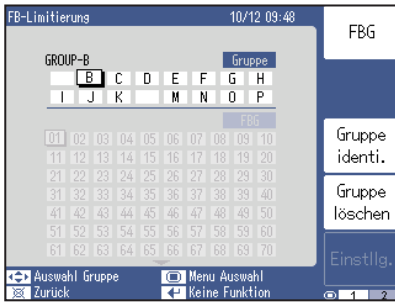 FB-Limitierung 10/12 09:48
FBG
GROUP-B Gruppe
B C D E F G H
I J K M N O P
FBG
01 02 03 04 05 06 07 08 09 10
11 12 13 14 15 16 17 18 19 20
21 22 23 24 25 26 27 28 29 30
31 32 33 34 35 36 37 38 39 40
41 42 43 44 45 46 47 48 49 50
51 52 53 54 55 56 57 58 59 60
61 62 63 64 65 66 67 68 69 70
Gruppe
identi.
Gruppe
löschen
Einstllg.
Auswahl Gruppe Menu Auswahl
Zurück Keine Funktion
1 2